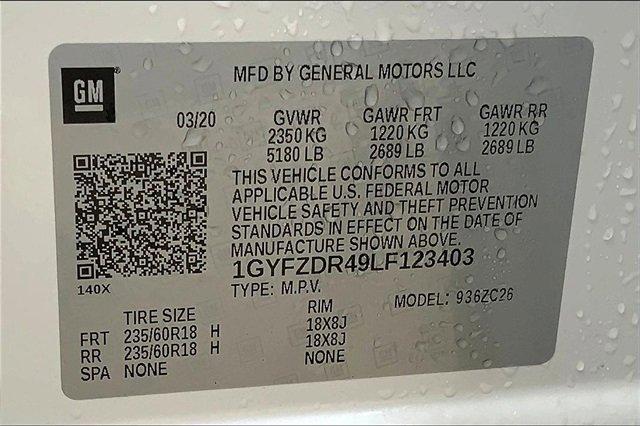 GM
MFD BY GENERAL MOTORS LLC
03/20 GVWR GAWR FRT GAWR RR
2350 KG 1220 KG 1220 KG
5180 LB 2689 LB 2689 LB
THIS VEHICLE CONFORMS TO ALL
APPLICABLE U.S. FEDERAL MOTOR
VEHICLE SAFETY AND THEFT PREVENTION
STANDARDS IN EFFECT ON THE DATE OF
MANUFACTURE SHOWN ABOVE.
1GYFZDR49LF123403
140X TYPE: M.P.V. MODEL: 936ZC26
TIRE SIZE RIM
FRT 235/60R18 H 18X8J
RR 235/60R18 H 18X8J
SPA NONE NONE